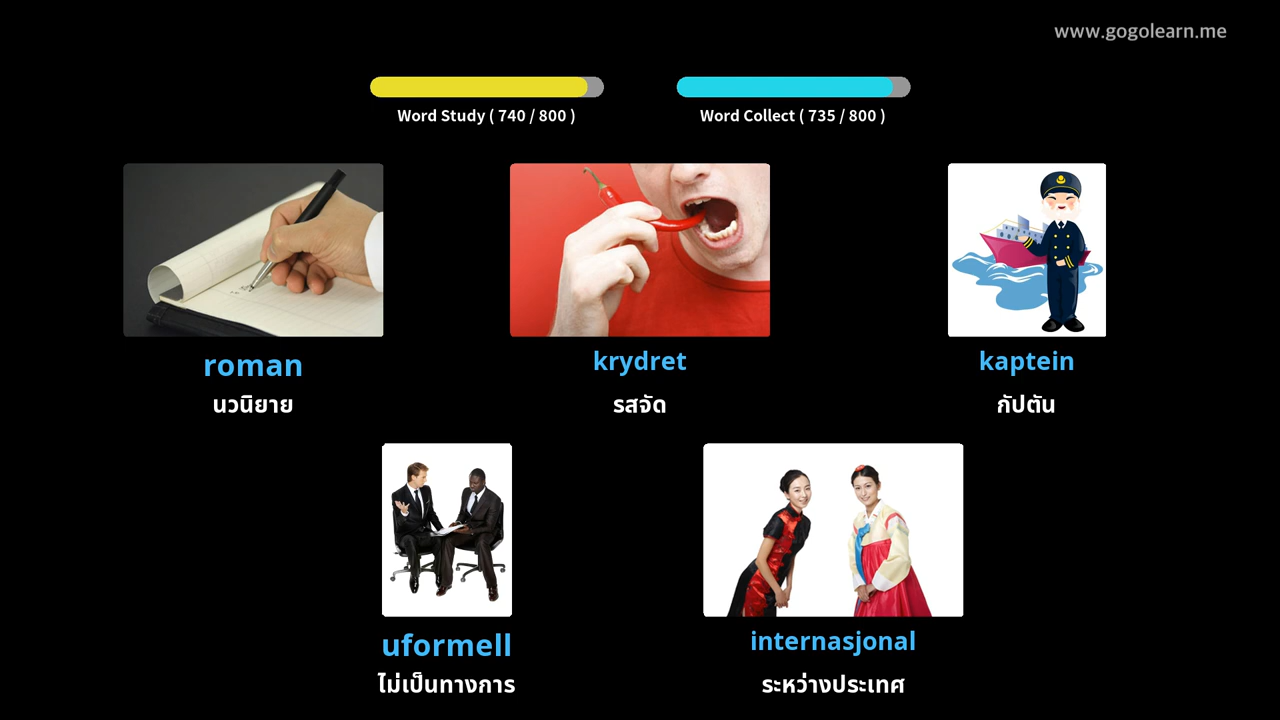 www.gogolearn.me
Word Study ( 740 / 800 )
Word Collect ( 735 / 800 )
roman
krydret
kaptein
นวนิยาย
รสจัด
กัปตัน
uformell
internasjonal
ไม่เป็นทางการ
ระหว่างประเทศ